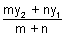 my₂ + ny₁
m + n